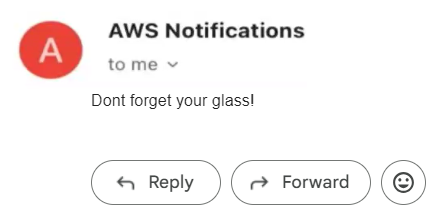 A
AWS Notifications
to me
Dont forget your glass!
Reply
Forward